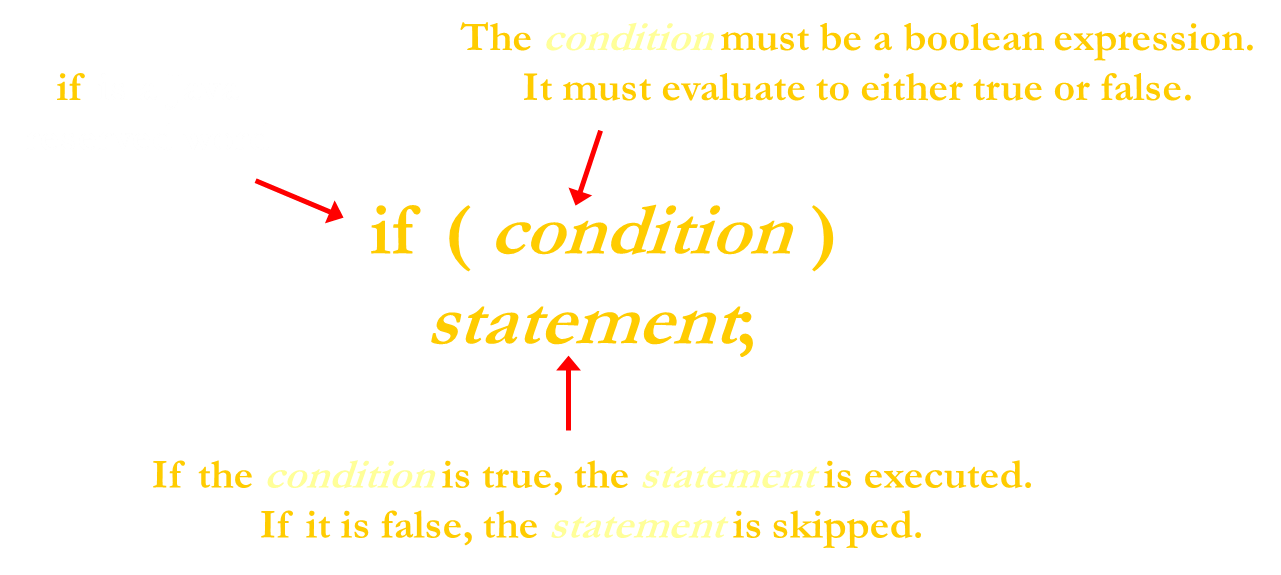 The condition must be a boolean expression.
if
It must evaluate to either true or false.
if ( condition )
statement;
If the condition is true, the statement is executed.
If it is false, the statement is skipped.